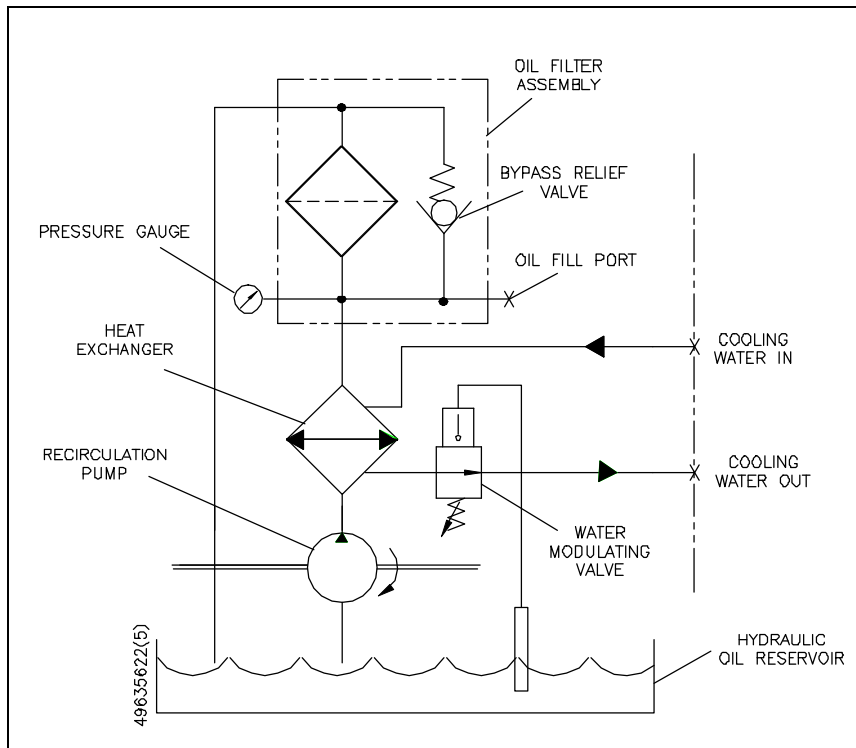 OIL FILTER
ASSEMBLY
BYPASS RELIEF
VALVE
PRESSURE GAUGE
OIL FILL PORT
HEAT
EXCHANGER
COOLING
WATER IN
RECIRCULATION
PUMP
COOLING
WATER OUT
WATER
MODULATING
VALVE
HYDRAULIC
OIL RESERVOIR
49635622(5)